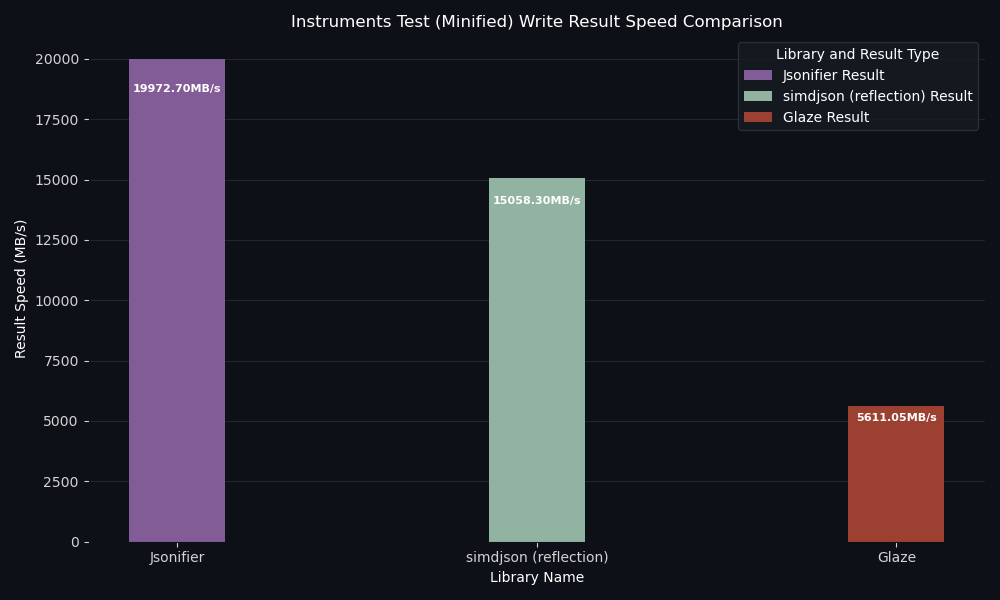 Instruments Test (Minified) Write Result Speed Comparison
Library and Result Type
Jsonifier Result
simdjson (reflection) Result
Glaze Result
Result Speed (MB/s)
20000
17500
15000
12500
10000
7500
5000
2500
0
19972.70MB/s
15058.30MB/s
5611.05MB/s
Jsonifier
simdjson (reflection)
Glaze
Library Name